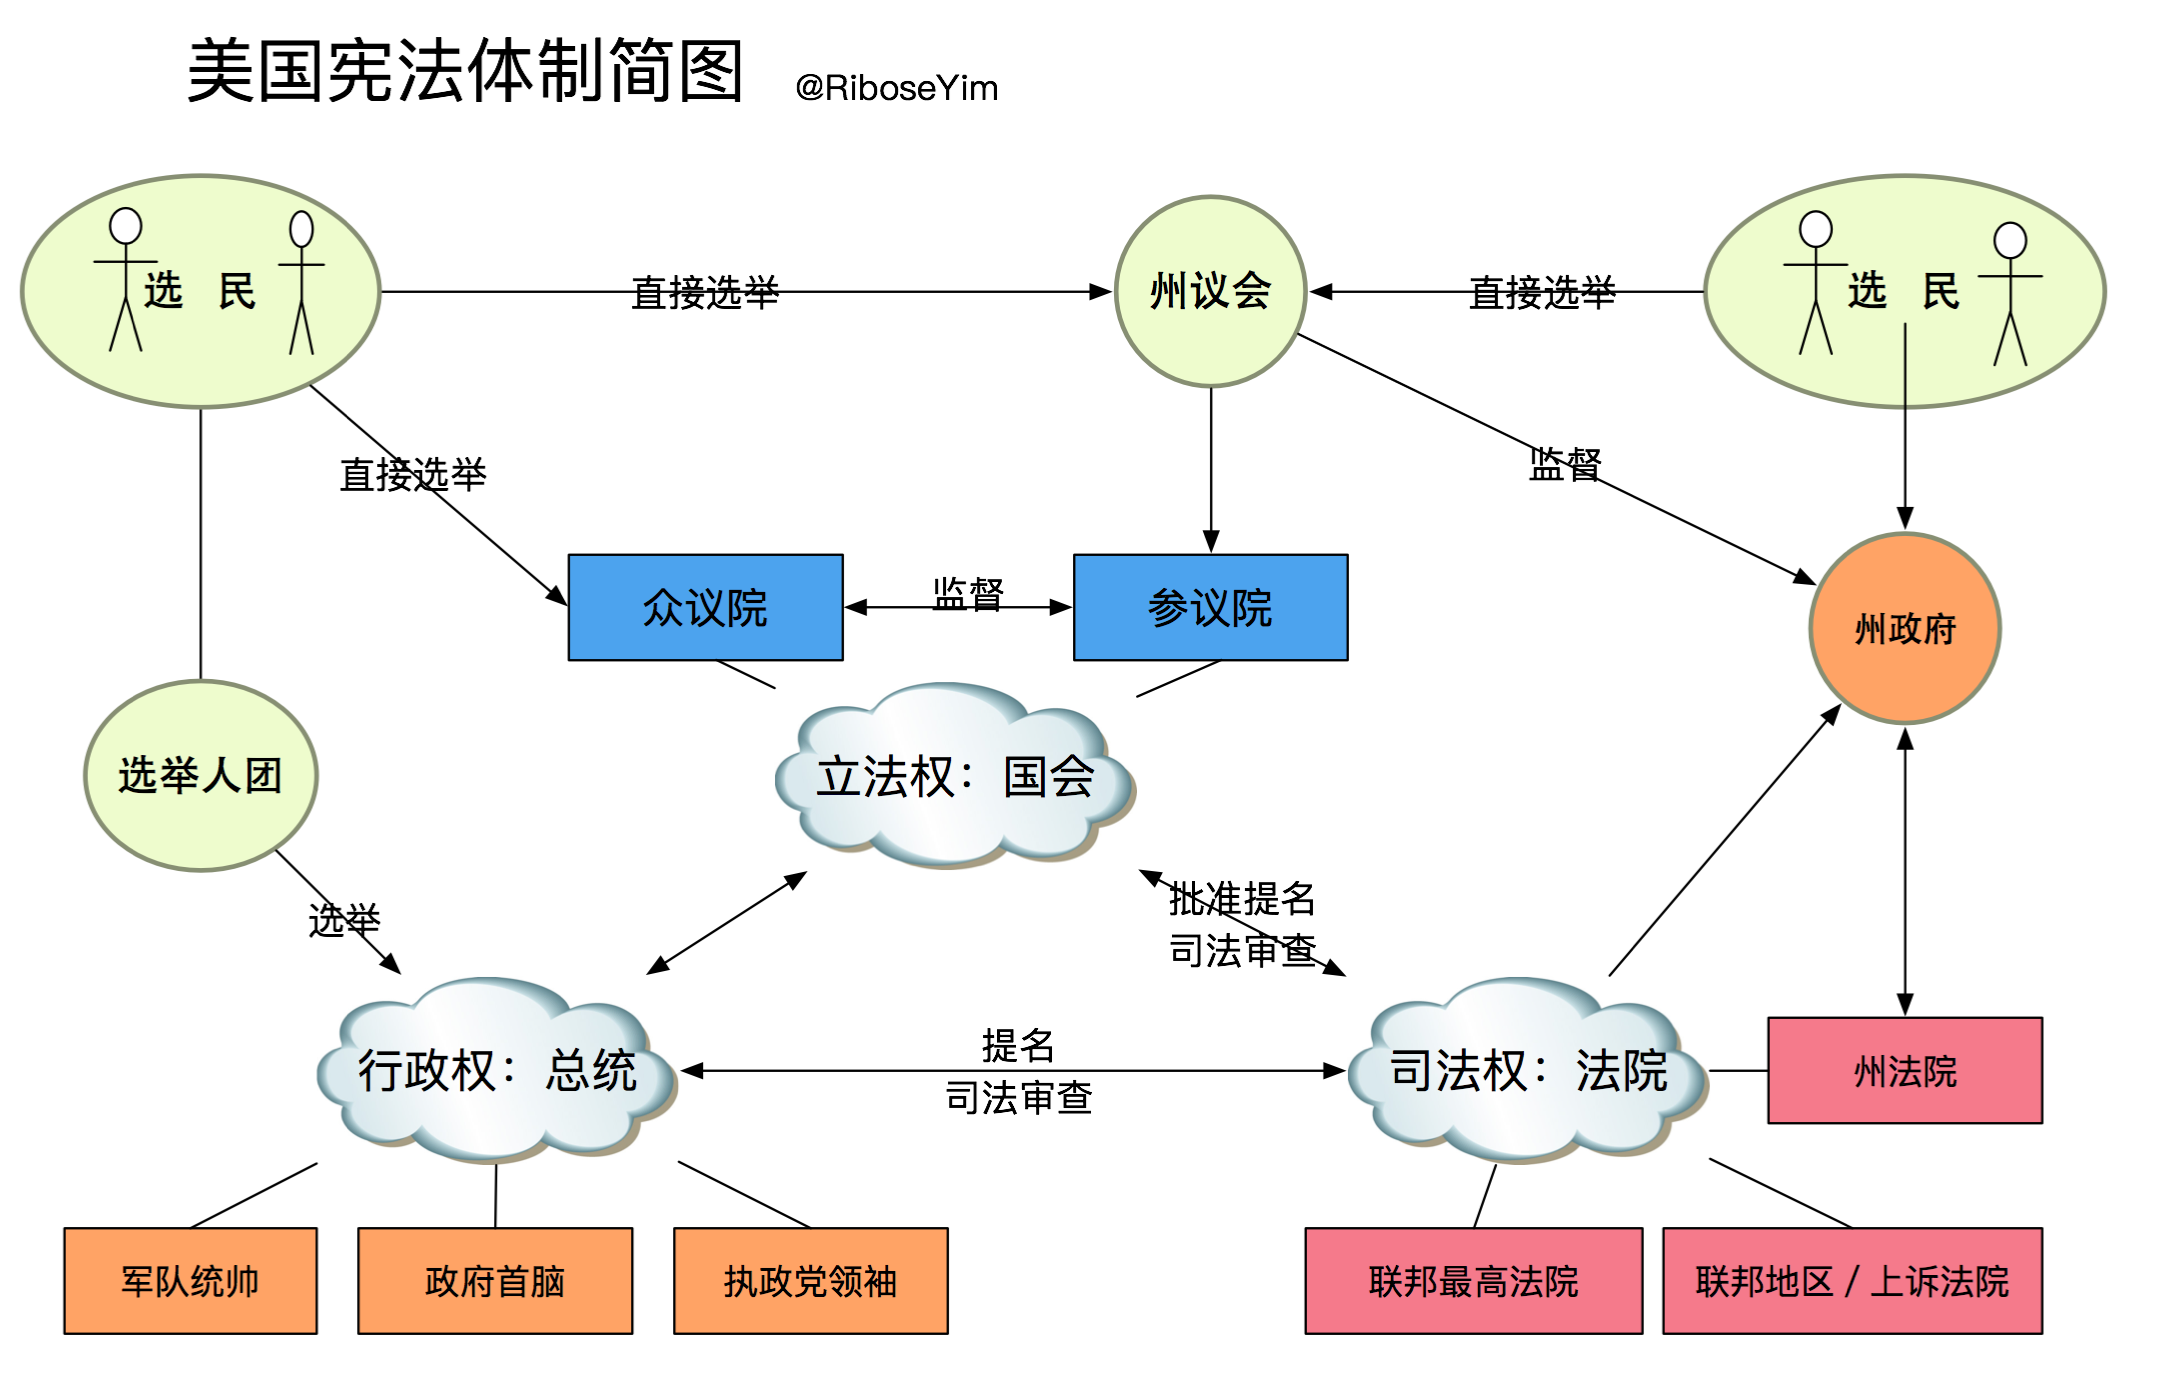 美国宪法体制简图 @RiboseYim
选 民
直接选举
州议会
直接选举
选 民
直接选举
监督
众议院
监督
参议院
州政府
选举人团
立法权：国会
选举
批准提名
司法审查
行政权：总统
提名
司法审查
司法权：法院
州法院
军队统帅
政府首脑
执政党领袖
联邦最高法院
联邦地区 / 上诉法院